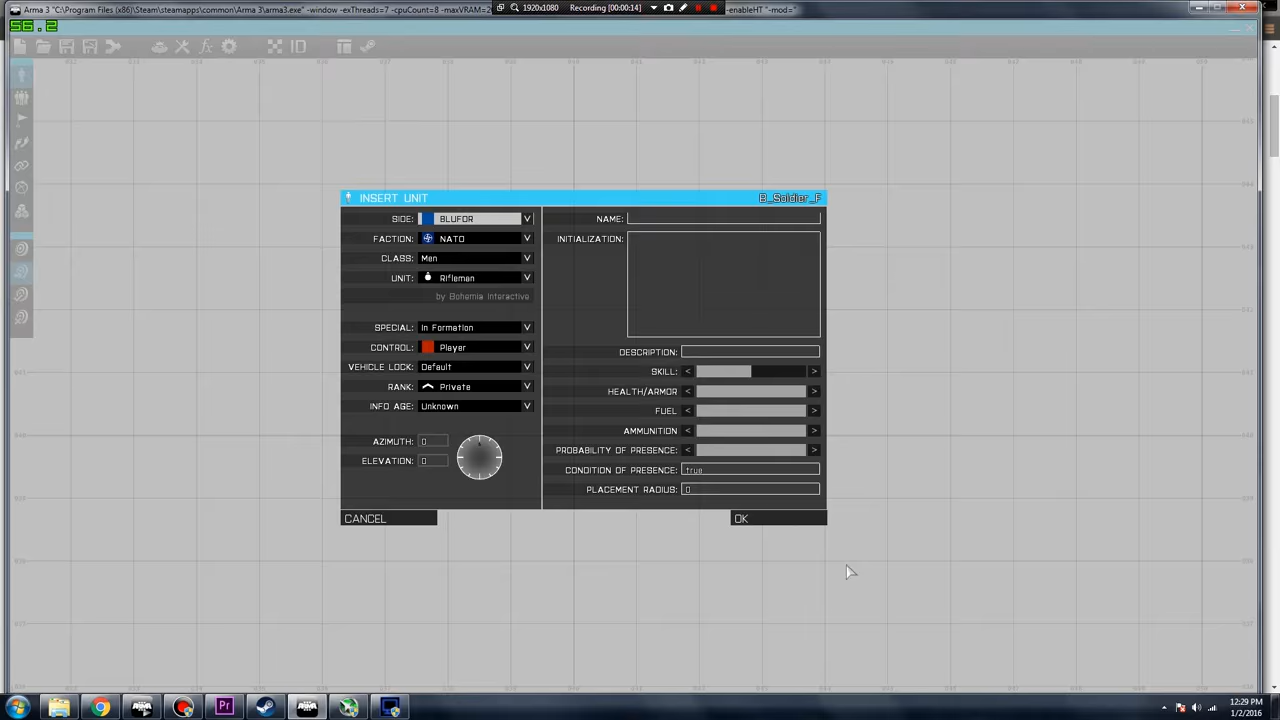 Arma 3 "C:\Program Files (x86)\Steam\steamapps\common\Arma 3\arma3.exe" -window -exThreads=7 -cpuCount=8 -maxVRAM=2
1920x1080
Recording [00:00:14]
-enableHT "-mod="
56.2
ID
INSERT UNIT
B_Soldier_F
SIDE: BLUFOR
FACTION: NATO
CLASS: Men
UNIT: Rifleman
by Bohemia Interactive
SPECIAL: In Formation
CONTROL: Player
VEHICLE LOCK: Default
RANK: Private
INFO AGE: Unknown
AZIMUTH: 0
ELEVATION: 0
NAME:
INITIALIZATION:
DESCRIPTION:
SKILL: < >
HEALTH/ARMOR < >
FUEL < >
AMMUNITION < >
PROBABILITY OF PRESENCE: < >
CONDITION OF PRESENCE: true
PLACEMENT RADIUS: 0
CANCEL
OK
Pr
12:29 PM
1/2/2016